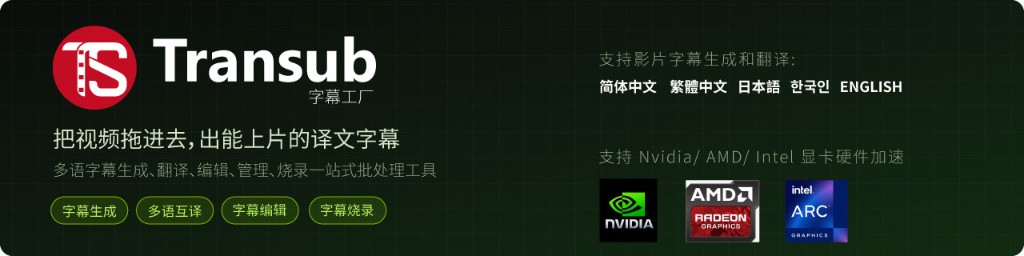 TS
Transub
字幕工厂
把视频拖进去，出能上片的译文字幕
多语字幕生成、翻译、编辑、管理、烧录一站式批处理工具
字幕生成 多语互译 字幕编辑 字幕烧录
支持影片字幕生成和翻译:
简体中文 繁體中文 日本語 한국인 ENGLISH
支持 Nvidia/ AMD/ Intel 显卡硬件加速
NVIDIA
AMD
RADEON
GRAPHICS
intel
ARC
GRAPHICS